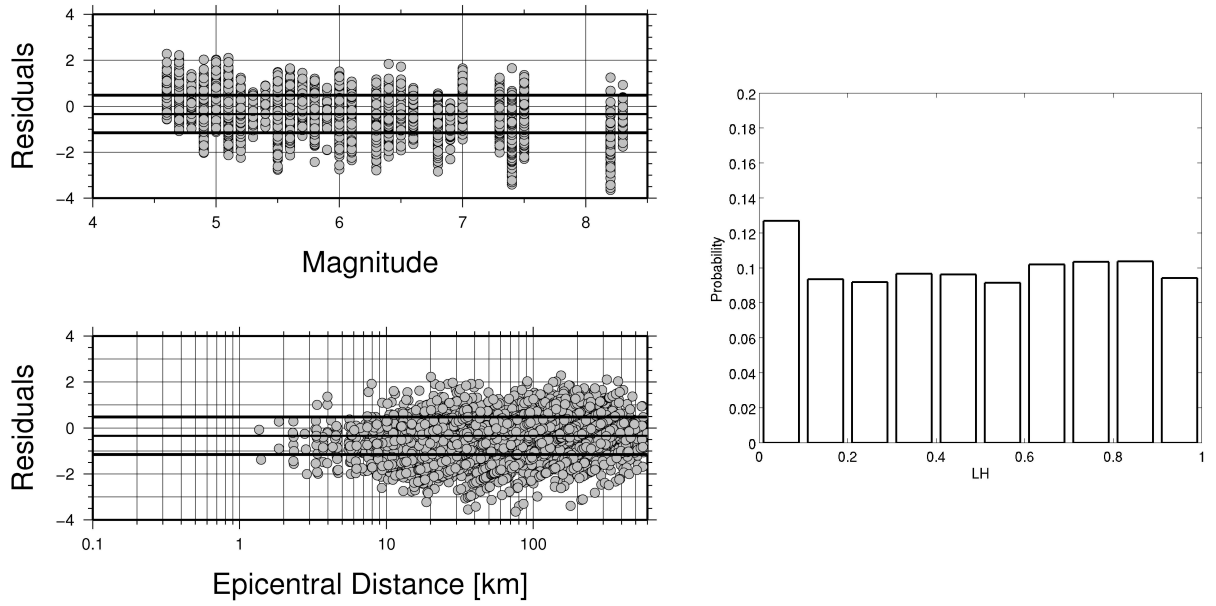 4
2
0
−2
−4
Residuals
4 5 6 7 8
Magnitude
4
2
0
−2
−4
Residuals
0.1 1 10 100
Epicentral Distance [km]
0.2
0.18
0.16
0.14
0.12
0.1
0.08
0.06
0.04
0.02
0
Probability
0 0.2 0.4 0.6 0.8 1
LH